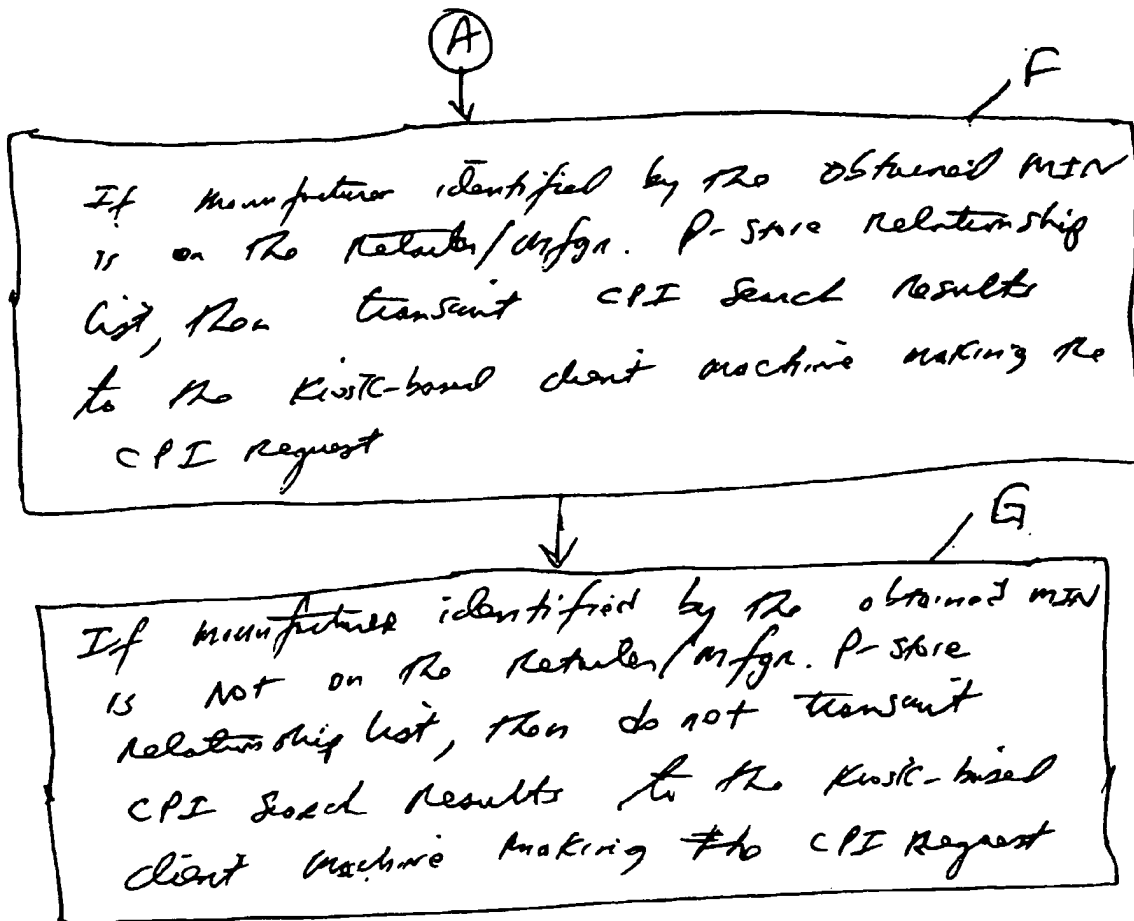 A
F
If manufacturer identified by the obtained MIN
is on the Retailer/Mfgr. P-store Relationship
list, then transmit CPI Search Results
to the Kiosk-based client machine making the
CPI Request
G
If manufacturer identified by the obtained MIN
is Not on the Retailer/Mfgr. P-store
Relationship list, then do not transmit
CPI Search Results to the Kiosk-based
client machine making the CPI Request